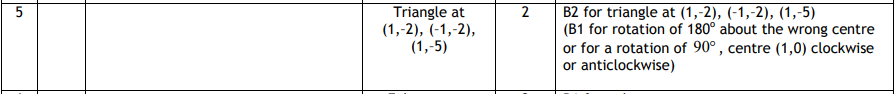 5
Triangle at
(1,-2), (-1,-2),
(1,-5)
2
B2 for triangle at (1,-2), (-1,-2), (1,-5)
(B1 for rotation of 180° about the wrong centre
or for a rotation of 90° , centre (1,0) clockwise
or anticlockwise)